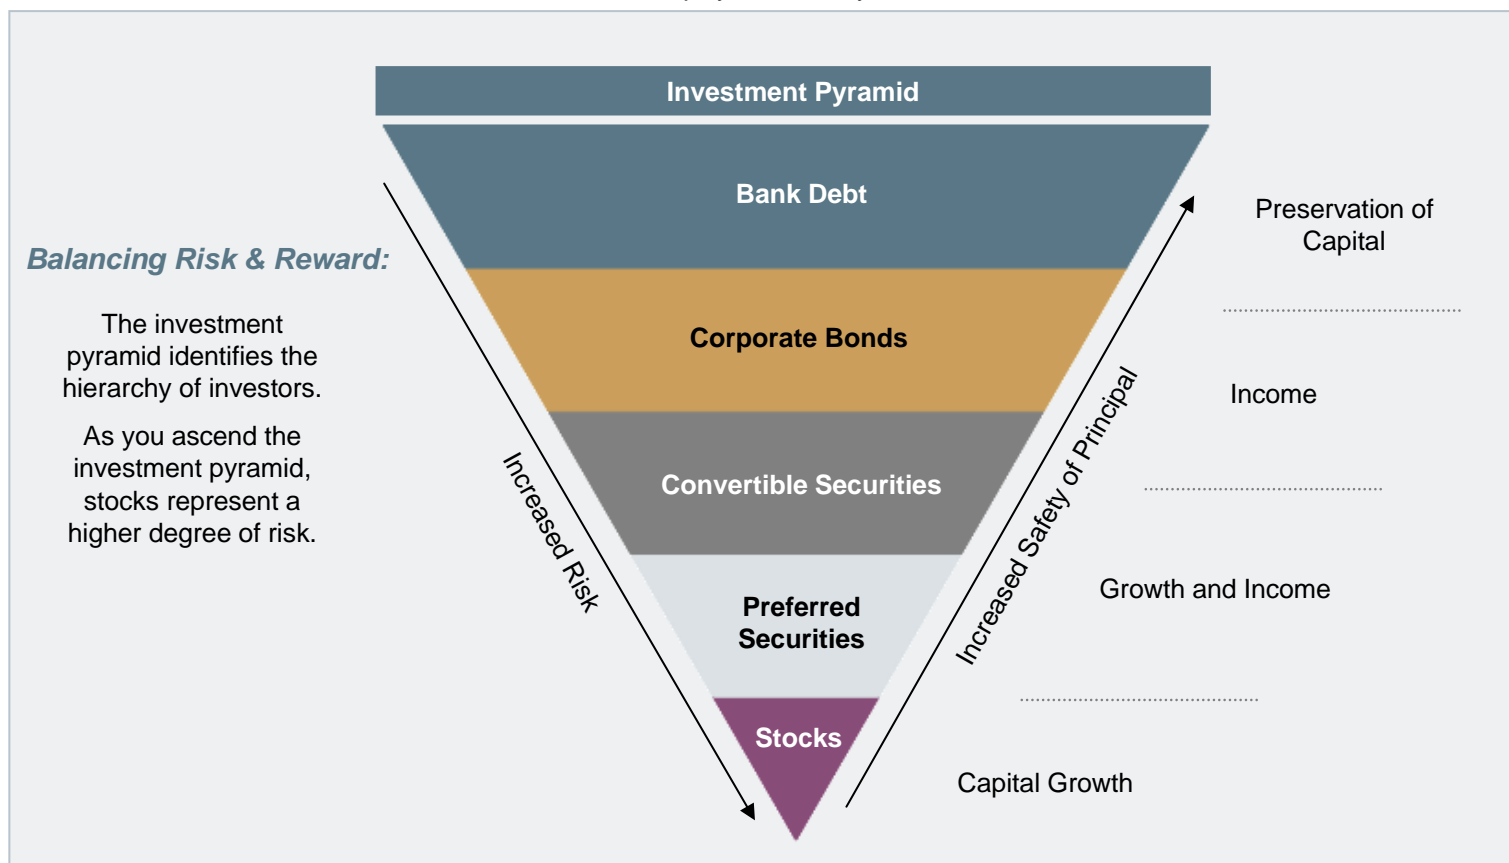 Investment Pyramid
Bank Debt
Preservation of
Capital
Balancing Risk & Reward:
The investment
pyramid identifies the
hierarchy of investors.
As you ascend the
investment pyramid,
stocks represent a
higher degree of risk.
Corporate Bonds
Income
Convertible Securities
Increased Risk
Increased Safety of Principal
Preferred
Securities
Growth and Income
Stocks
Capital Growth